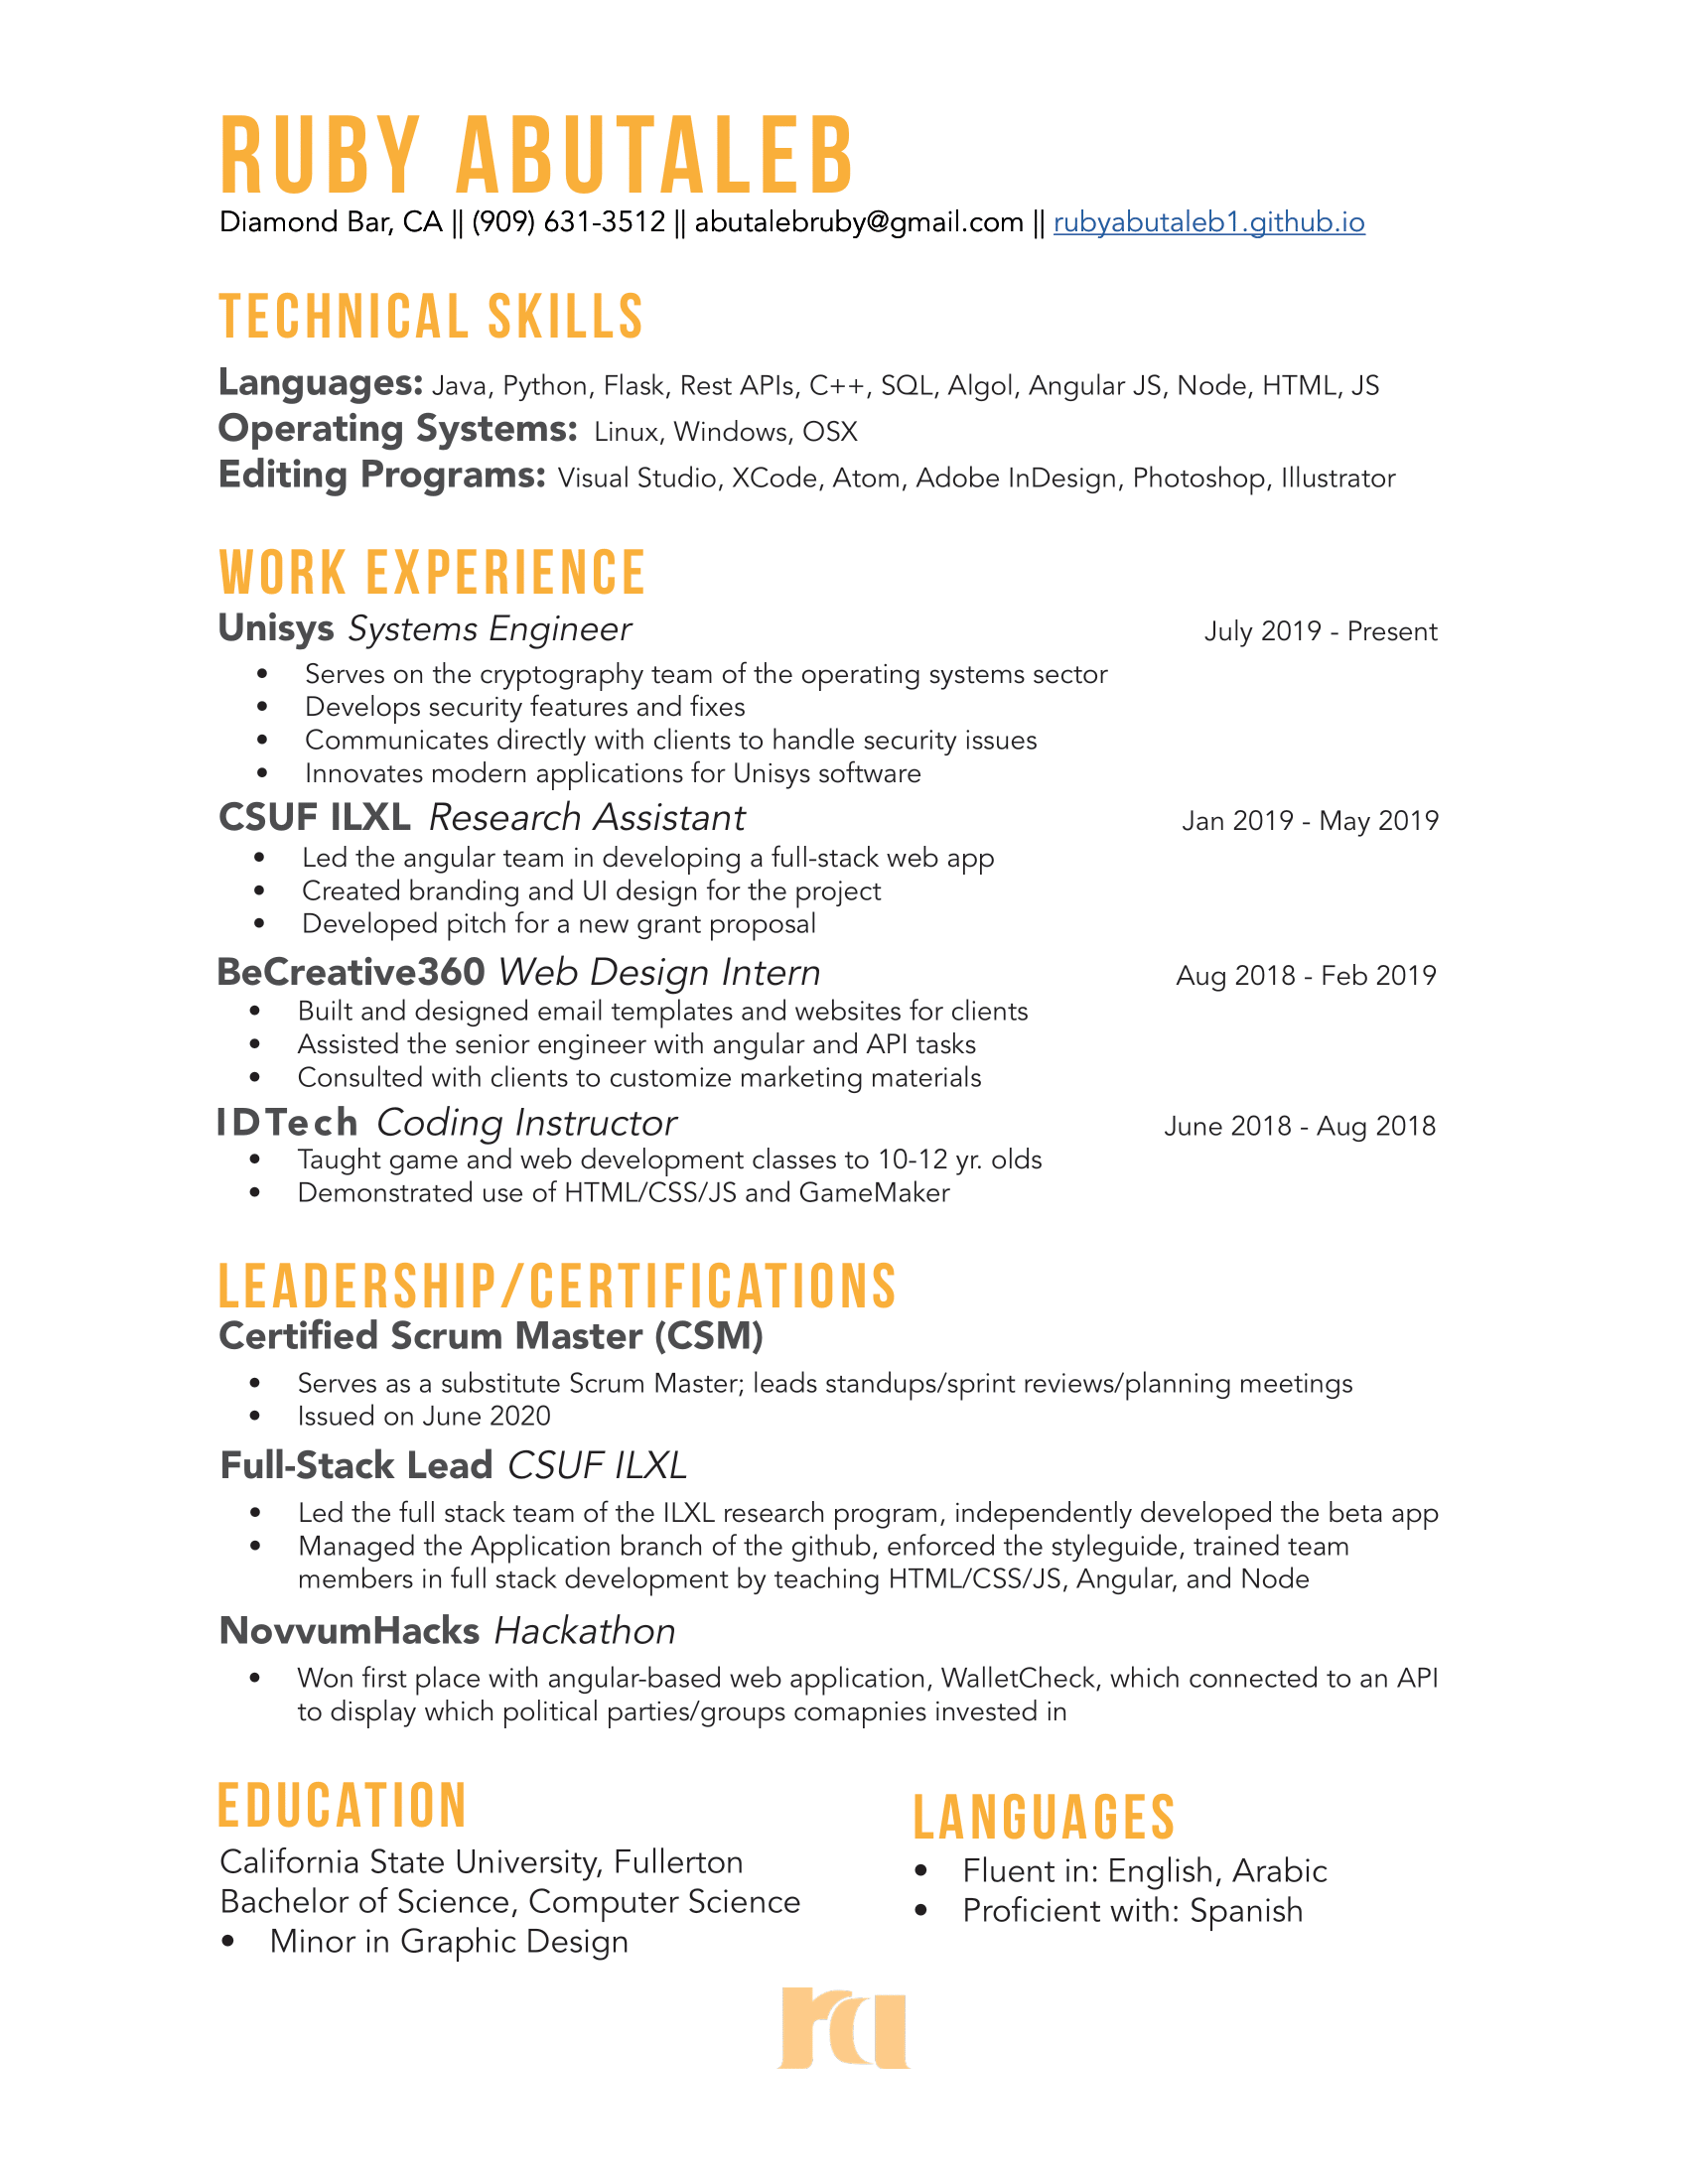 RUBY ABUTALEB
Diamond Bar, CA || (909) 631-3512 || abutalebruby@gmail.com || rubyabutaleb1.github.io
TECHNICAL SKILLS
Languages: Java, Python, Flask, Rest APIs, C++, SQL, Algol, Angular JS, Node, HTML, JS
Operating Systems: Linux, Windows, OSX
Editing Programs: Visual Studio, XCode, Atom, Adobe InDesign, Photoshop, Illustrator
WORK EXPERIENCE
Unisys Systems Engineer July 2019 - Present
• Serves on the cryptography team of the operating systems sector
• Develops security features and fixes
• Communicates directly with clients to handle security issues
• Innovates modern applications for Unisys software
CSUF ILXL Research Assistant Jan 2019 - May 2019
• Led the angular team in developing a full-stack web app
• Created branding and UI design for the project
• Developed pitch for a new grant proposal
BeCreative360 Web Design Intern Aug 2018 - Feb 2019
• Built and designed email templates and websites for clients
• Assisted the senior engineer with angular and API tasks
• Consulted with clients to customize marketing materials
IDTech Coding Instructor June 2018 - Aug 2018
• Taught game and web development classes to 10-12 yr. olds
• Demonstrated use of HTML/CSS/JS and GameMaker
LEADERSHIP/CERTIFICATIONS
Certified Scrum Master (CSM)
• Serves as a substitute Scrum Master; leads standups/sprint reviews/planning meetings
• Issued on June 2020
Full-Stack Lead CSUF ILXL
• Led the full stack team of the ILXL research program, independently developed the beta app
• Managed the Application branch of the github, enforced the styleguide, trained team
members in full stack development by teaching HTML/CSS/JS, Angular, and Node
NovvumHacks Hackathon
• Won first place with angular-based web application, WalletCheck, which connected to an API
to display which political parties/groups comapnies invested in
EDUCATION
California State University, Fullerton
Bachelor of Science, Computer Science
• Minor in Graphic Design
LANGUAGES
• Fluent in: English, Arabic
• Proficient with: Spanish
ra